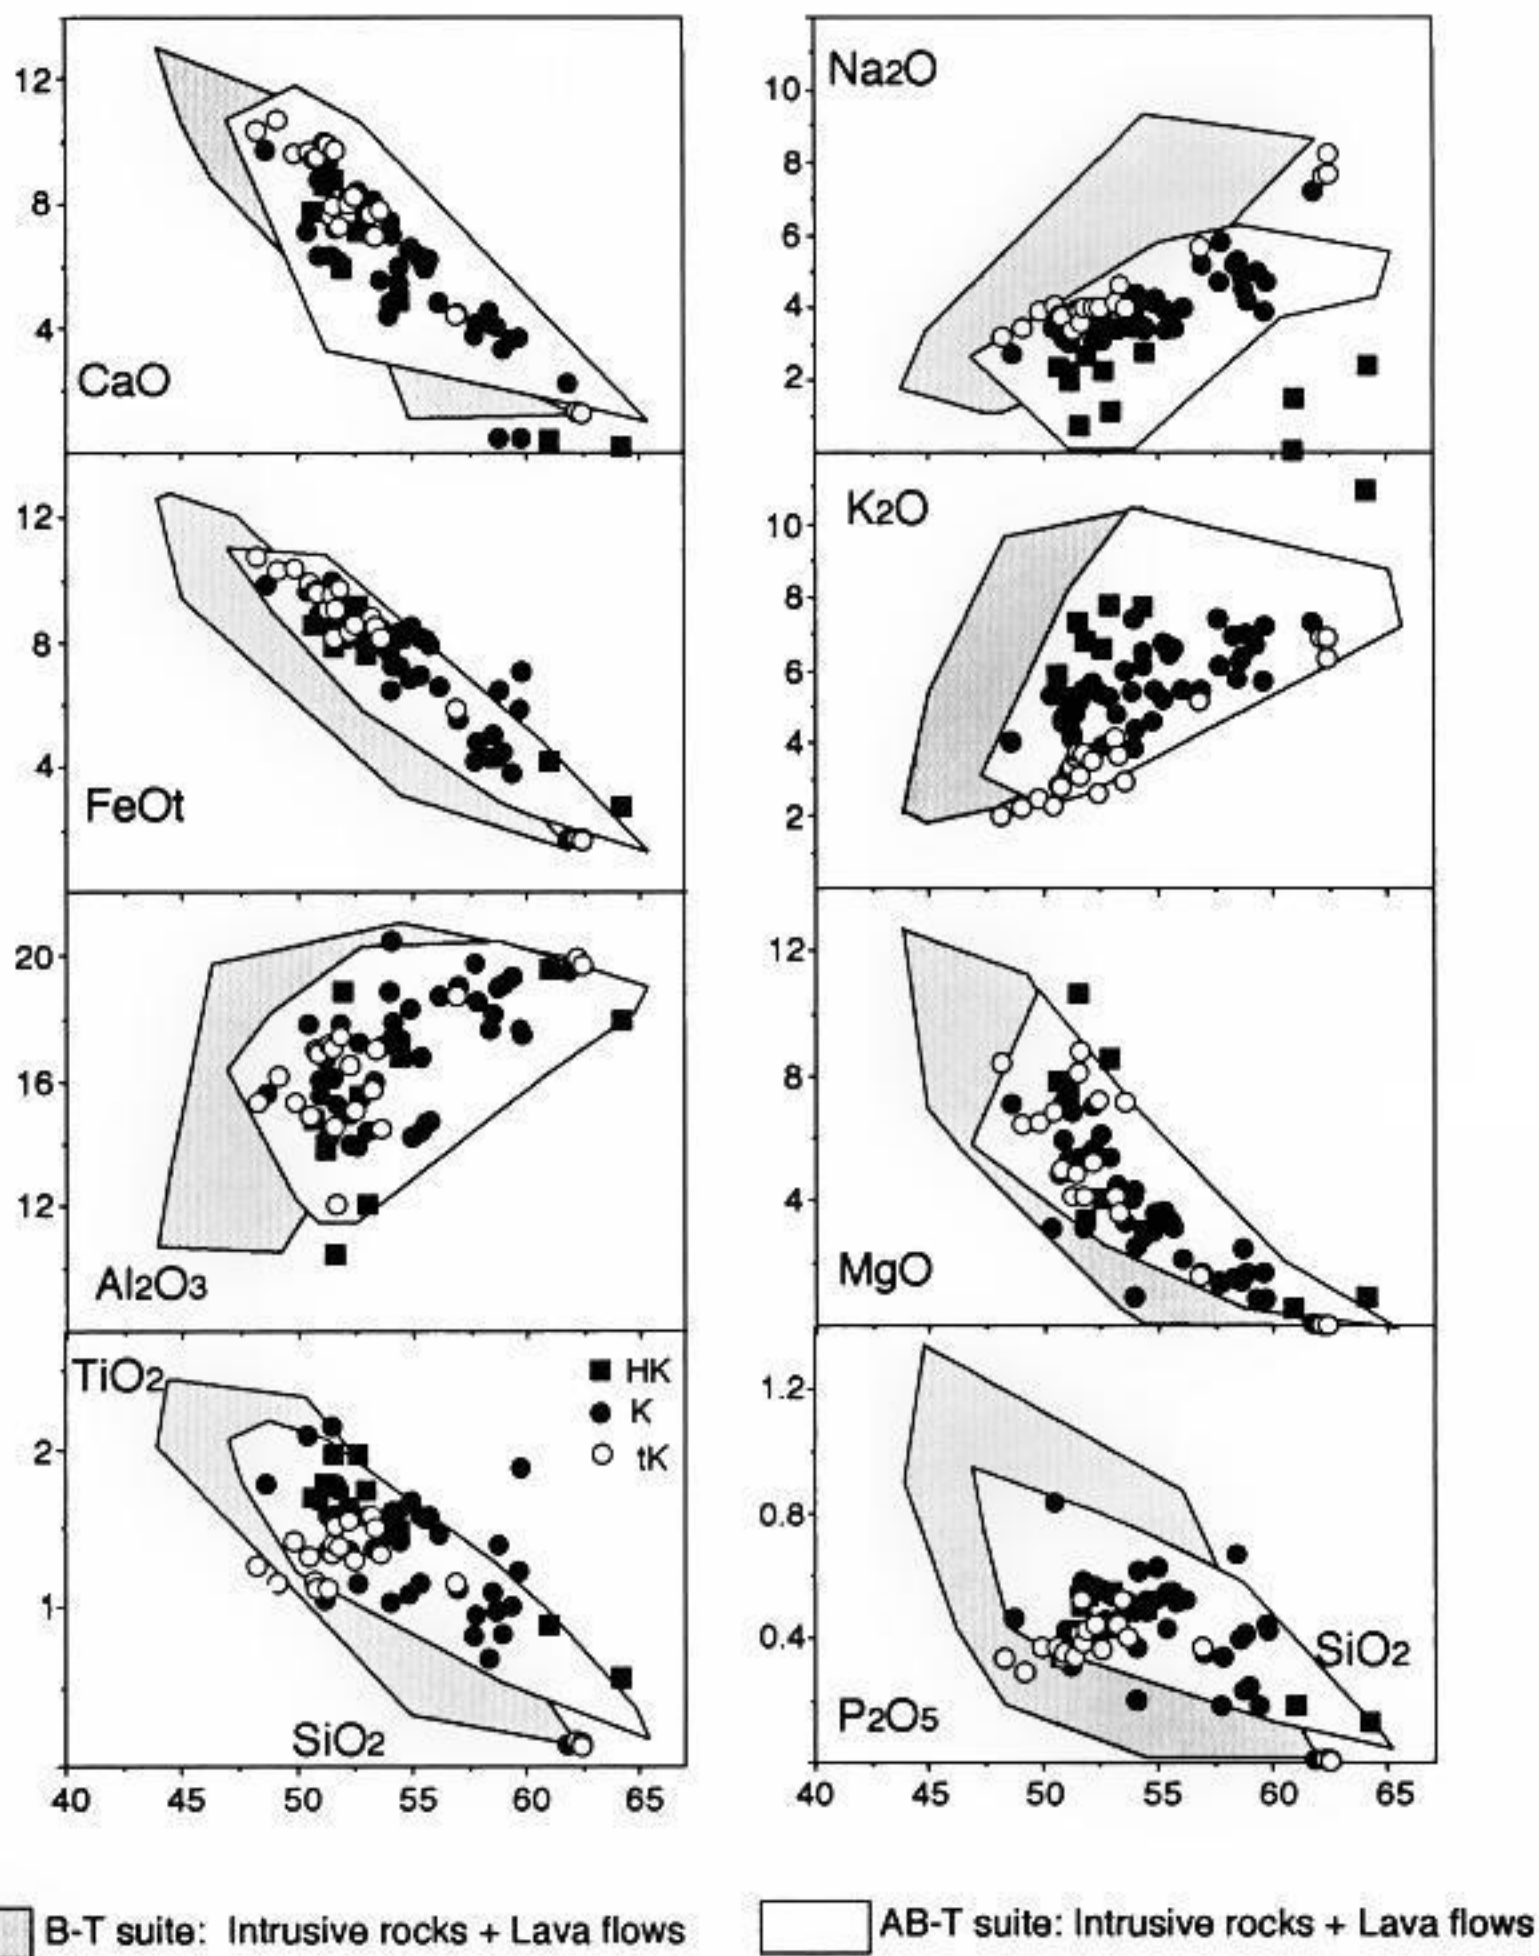 CaO
12
8
4
Na2O
10
8
6
4
2
FeOt
12
8
4
K2O
10
8
6
4
2
Al2O3
20
16
12
MgO
12
8
4
TiO2
HK
K
tK
2
1
SiO2
40 45 50 55 60 65
1.2
0.8
0.4
SiO2
P2O5
40 45 50 55 60 65
B-T suite: Intrusive rocks + Lava flows
AB-T suite: Intrusive rocks + Lava flows